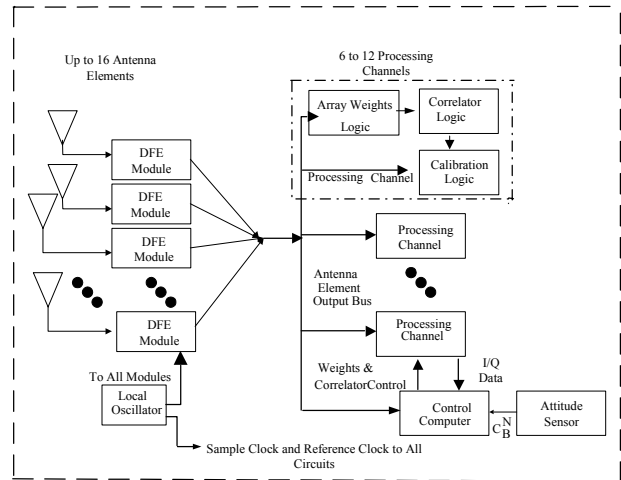 Up to 16 Antenna
Elements
6 to 12 Processing
Channels
Array Weights
Logic
Correlator
Logic
Processing Channel
Calibration
Logic
DFE
Module
DFE
Module
DFE
Module
DFE
Module
Processing
Channel
Antenna
Element
Output Bus
Processing
Channel
To All Modules
Local
Oscillator
Weights &
CorrelatorControl
I/Q
Data
Control
Computer
C N B
Attitude
Sensor
Sample Clock and Reference Clock to All
Circuits